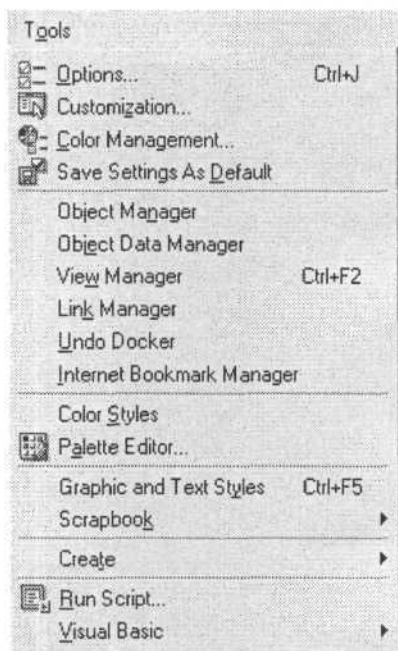 Tools
Options... Ctrl+J
Customization...
Color Management...
Save Settings As Default
Object Manager
Object Data Manager
View Manager Ctrl+F2
Link Manager
Undo Docker
Internet Bookmark Manager
Color Styles
Palette Editor...
Graphic and Text Styles Ctrl+F5
Scrapbook
Create
Run Script...
Visual Basic